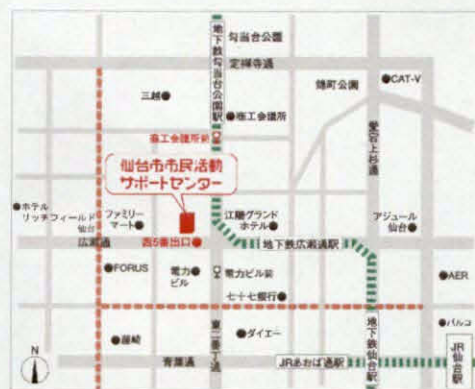 勾当台公園
定禅寺通
地下鉄勾当台公園駅
三越
商工会議所
錦町公園
CAT-V
愛宕上杉通
商工会議所前
仙台市市民活動
サポートセンター
ホテル
リッチフィールド
仙台
ファミリー
マート
江陽グランド
ホテル
アジュール
仙台
広瀬通
西5番出口
地下鉄広瀬通駅
FORUS
電力
ビル
電力ビル前
AER
七十七銀行
パルコ
藤崎
東二番丁通
ダイエー
地下鉄仙台駅
JR仙台駅
N
青葉通
JRあおば通駅